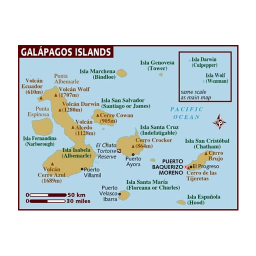 GALÁPAGOS ISLANDS
Isla Darwin
(Culpepper)
Isla Wolf
(Wenman)
same scale
as main map
Isla Genovesa
(Tower)
Isla Marchena
(Bindloe)
Punta
Albemarle
Volcán
Ecuador
(610m)
Volcán Wolf
(1707m)
Volcán Darwin
(1280m)
Isla San Salvador
(Santiago or James)
Cerro Cowan
(905m)
PACIFIC
OCEAN
Punta
Espinosa
Volcán
Alcedo
(1128m)
Isla Santa Cruz
(Indefatigable)
Cerro Crocker
(864m)
Isla Fernandina
(Narborough)
El Chato
Tortoise
Reserve
Isla San Cristóbal
(Chatham)
Cerro
Brujo
Isla Isabela
(Albemarle)
Puerto
Ayora
PUERTO
BAQUERIZO
MORENO
El Progreso
Cerro de las
Tijeretas
Volcán
Cerro Azul
(1689m)
Puerto
Villamil
Puerto
Velasco
Ibarra
Isla Santa María
(Floreana or Charles)
Isla Española
(Hood)
0 50 km
0 30 miles